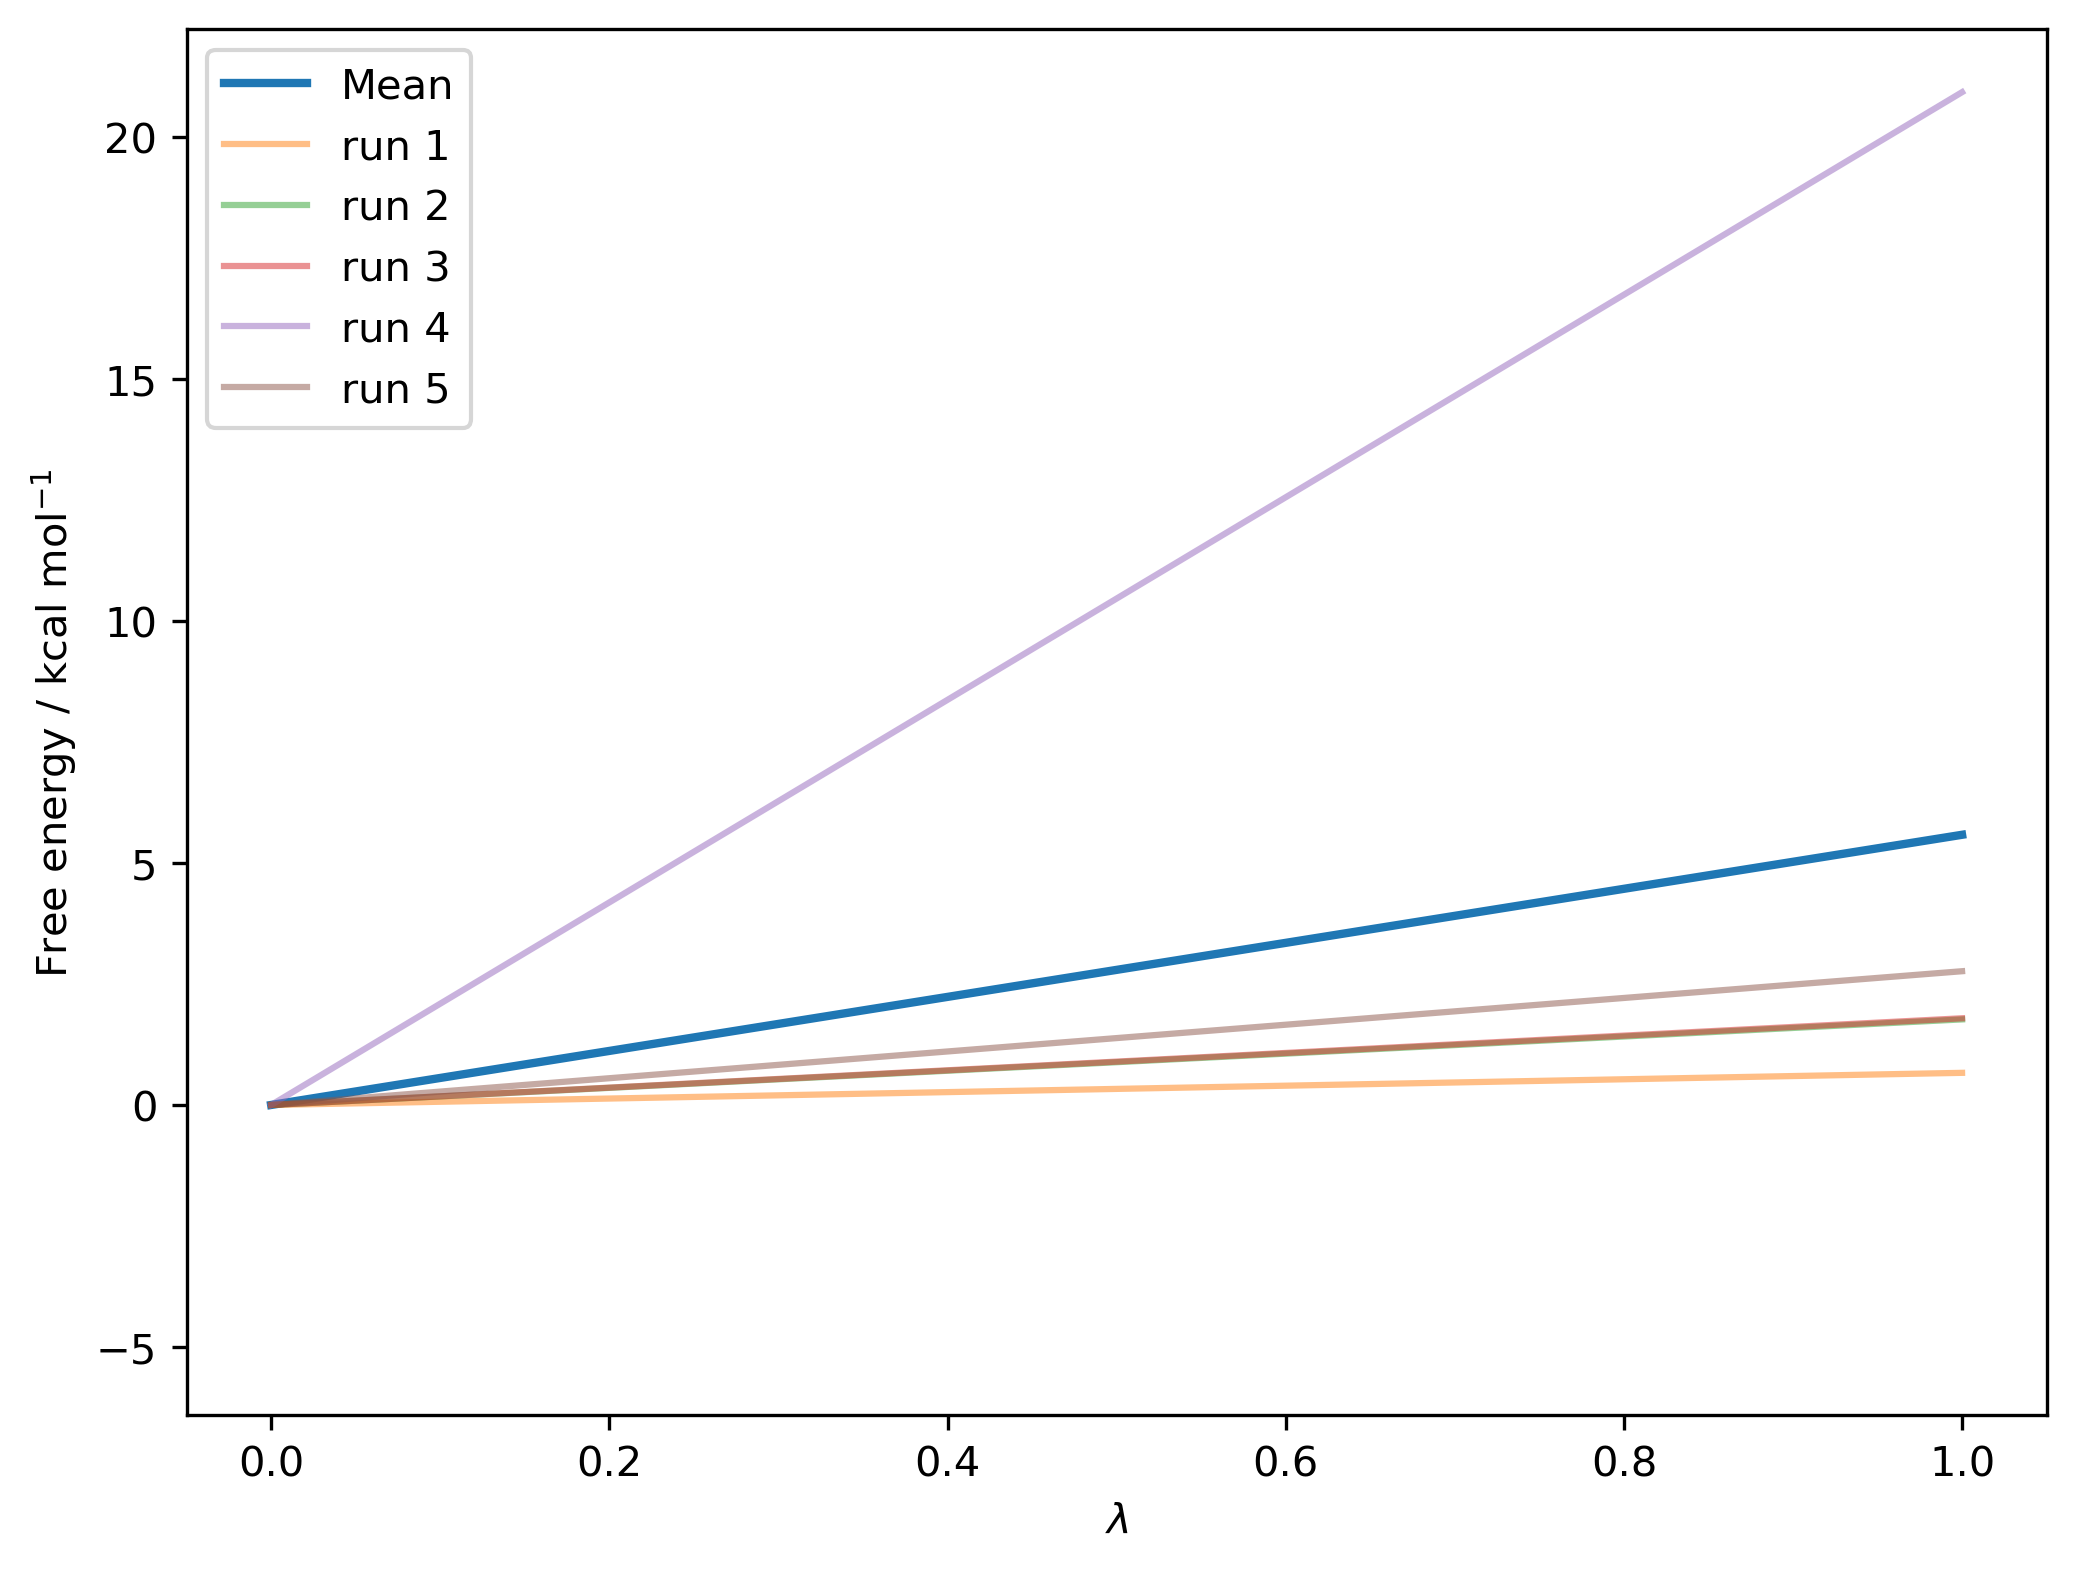 Mean
run 1
run 2
run 3
run 4
run 5
20
15
10
5
0
−5
Free energy / kcal mol⁻¹
0.0 0.2 0.4 0.6 0.8 1.0
λ